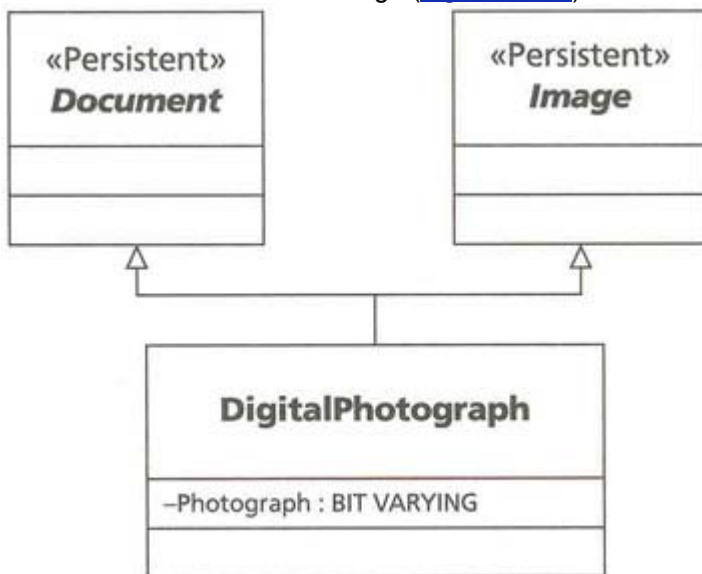 «Persistent»
Document
«Persistent»
Image
DigitalPhotograph
–Photograph : BIT VARYING